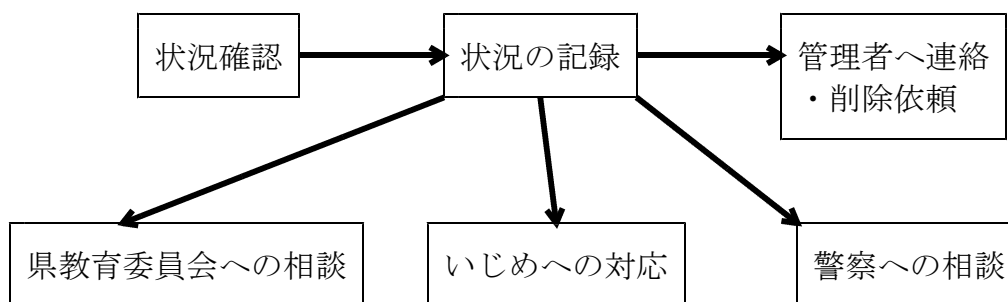 状況確認
状況の記録
管理者へ連絡
・削除依頼
県教育委員会への相談
いじめへの対応
警察への相談